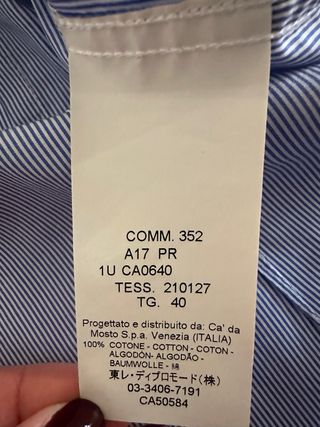 COMM. 352
A17 PR
1U CA0640
TESS. 210127
TG. 40
Progettato e distribuito da: Ca' da
Mosto S.p.a. Venezia (ITALIA)
100% COTONE - COTTON - COTON -
ALGODON- ALGODÃO -
BAUMWOLLE - 綿
東レ・ディプロモード(株)
03-3406-7191
CA50584